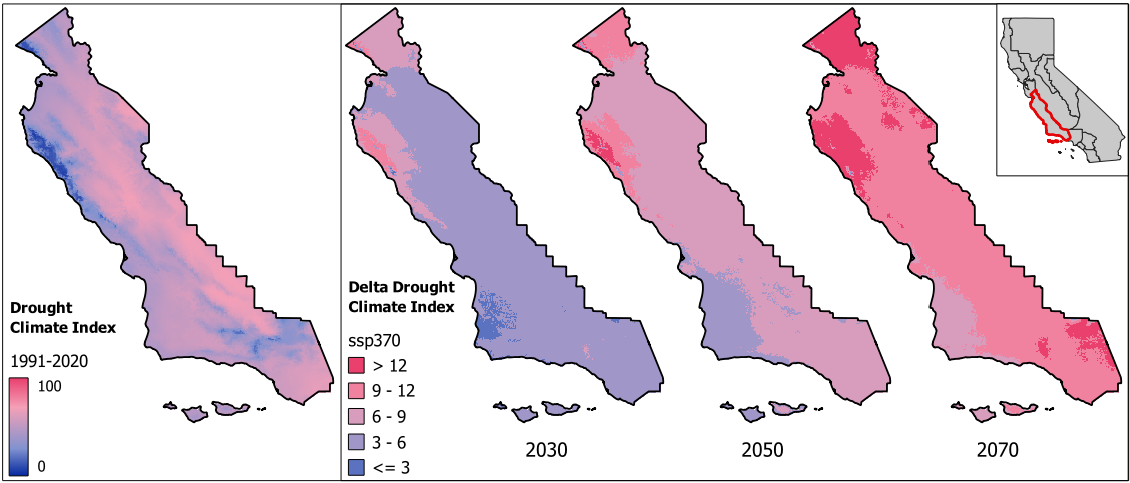 Drought
Climate Index
1991-2020
100
0
Delta Drought
Climate Index
ssp370
> 12
9 - 12
6 - 9
3 - 6
<= 3
2030
2050
2070